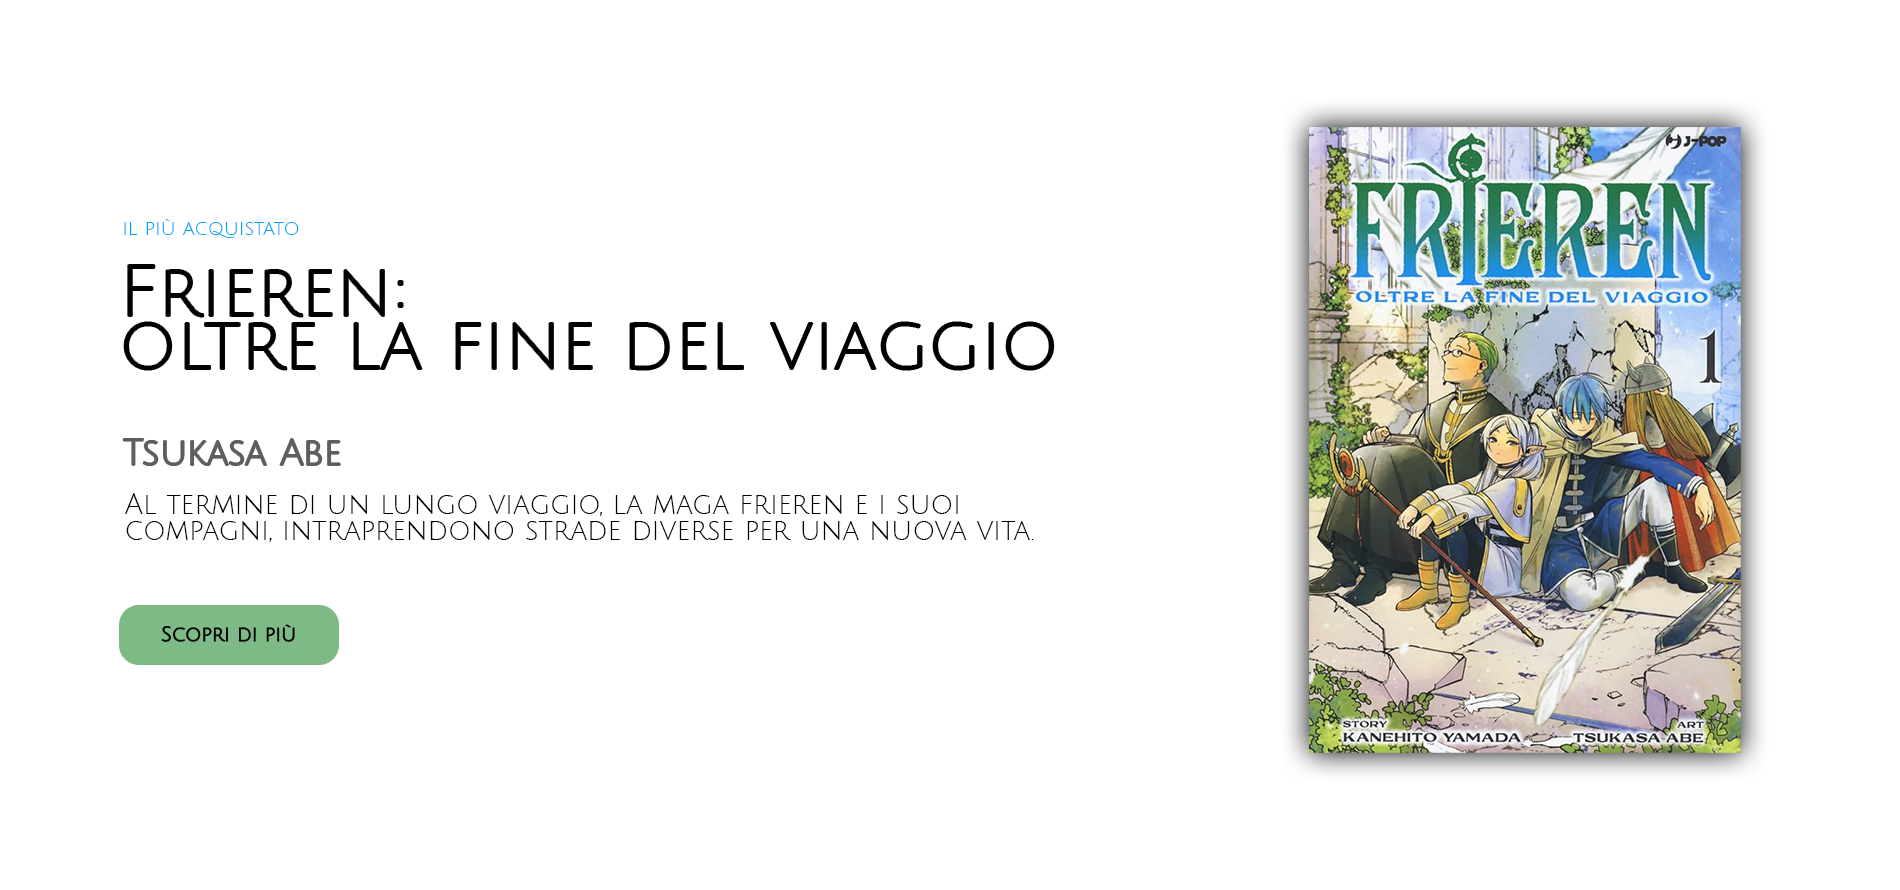 IL PIÙ ACQUISTATO
Frieren:
OLTRE LA FINE DEL VIAGGIO
Tsukasa Abe
Al termine di un lungo viaggio, la maga frieren e i suoi
compagni, intraprendono strade diverse per una nuova vita.
Scopri di più
J-POP
FRIEREN
OLTRE LA FINE DEL VIAGGIO
1
STORY
KANEHITO YAMADA
ART
TSUKASA ABE